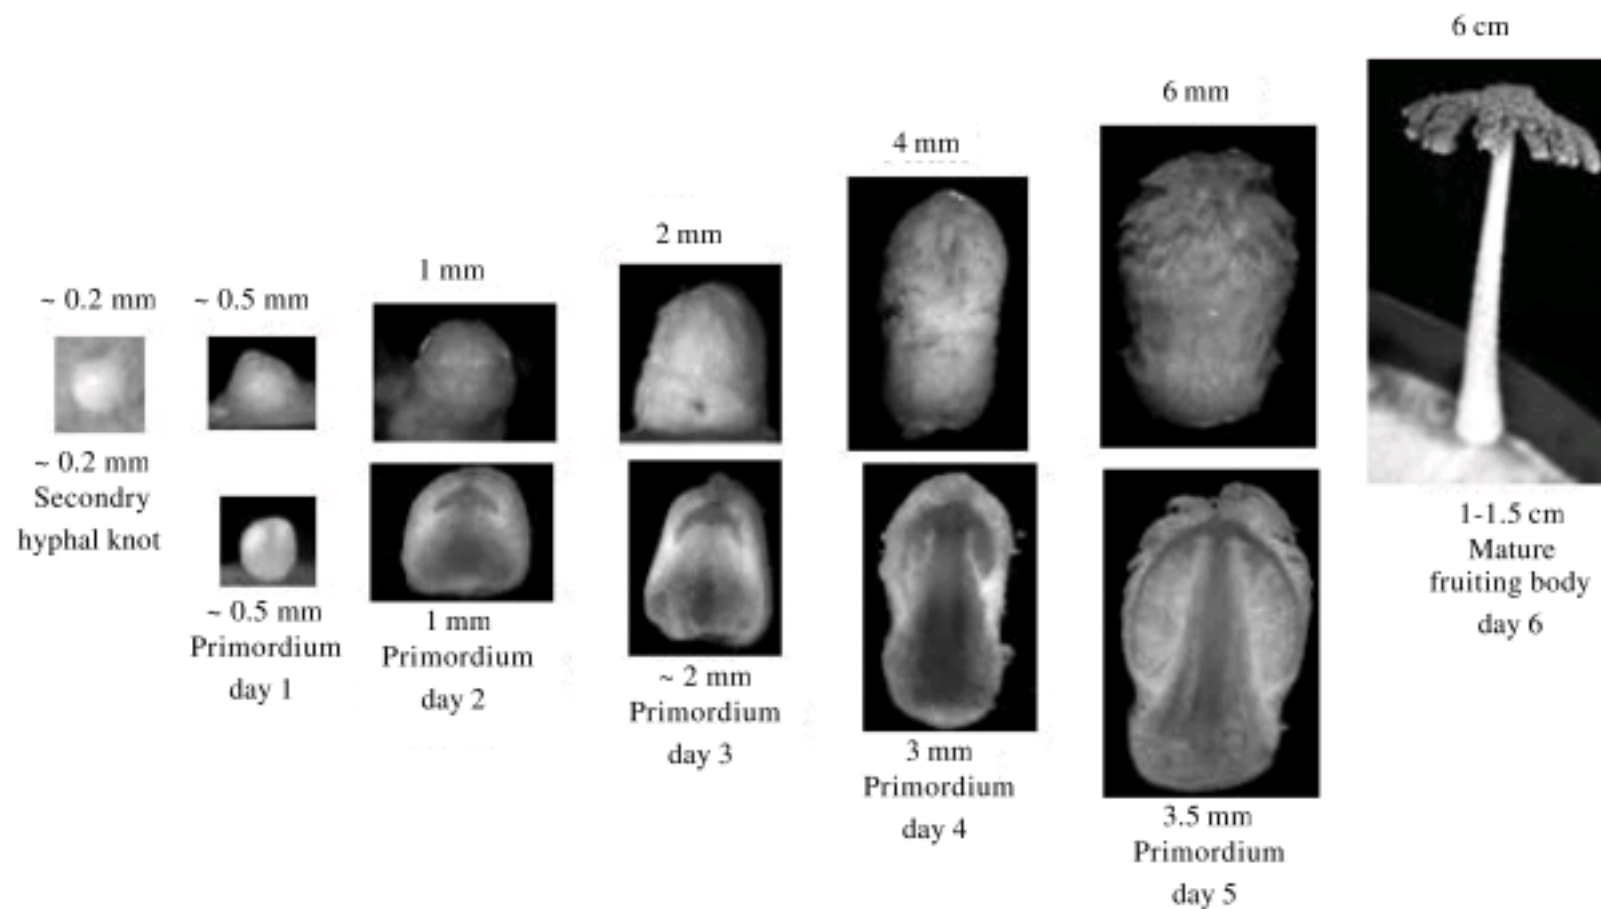 ~ 0.2 mm
~ 0.2 mm
Secondry
hyphal knot
~ 0.5 mm
~ 0.5 mm
Primordium
day 1
1 mm
1 mm
Primordium
day 2
2 mm
~ 2 mm
Primordium
day 3
4 mm
3 mm
Primordium
day 4
6 mm
3.5 mm
Primordium
day 5
6 cm
1-1.5 cm
Mature
fruiting body
day 6